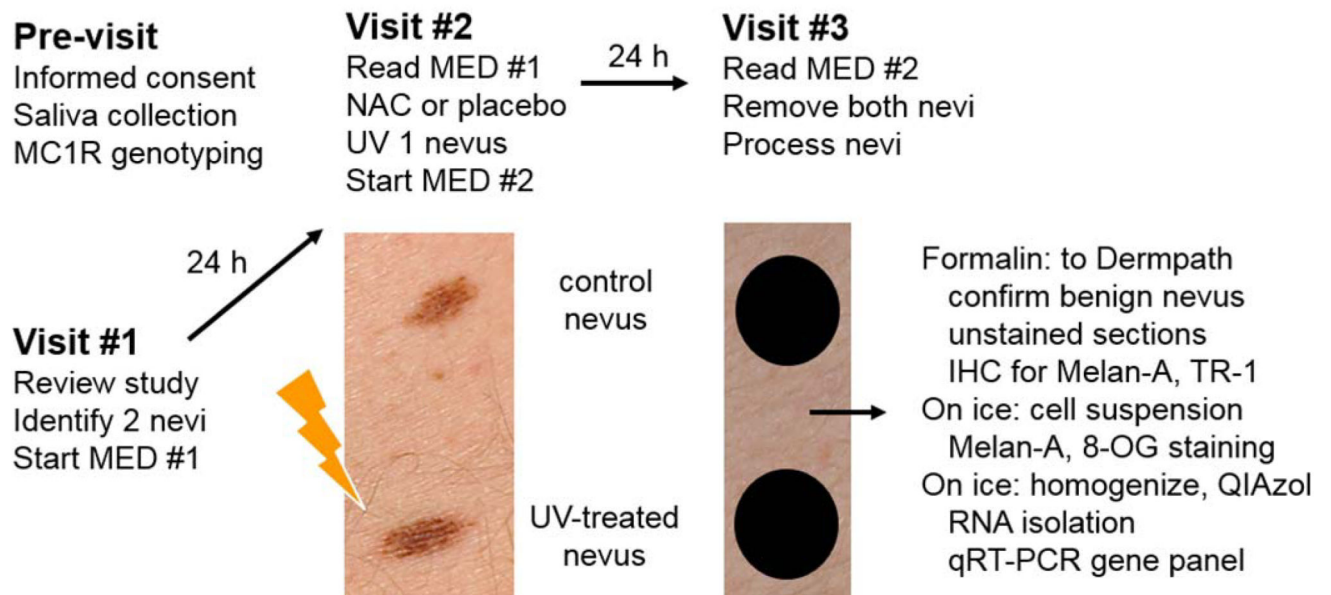 Pre-visit
Informed consent
Saliva collection
MC1R genotyping
24 h
Visit #1
Review study
Identify 2 nevi
Start MED #1
Visit #2
Read MED #1
NAC or placebo
UV 1 nevus
Start MED #2
24 h
control
nevus
UV-treated
nevus
Visit #3
Read MED #2
Remove both nevi
Process nevi
Formalin: to Dermpath
confirm benign nevus
unstained sections
IHC for Melan-A, TR-1
On ice: cell suspension
Melan-A, 8-OG staining
On ice: homogenize, QIAzol
RNA isolation
qRT-PCR gene panel